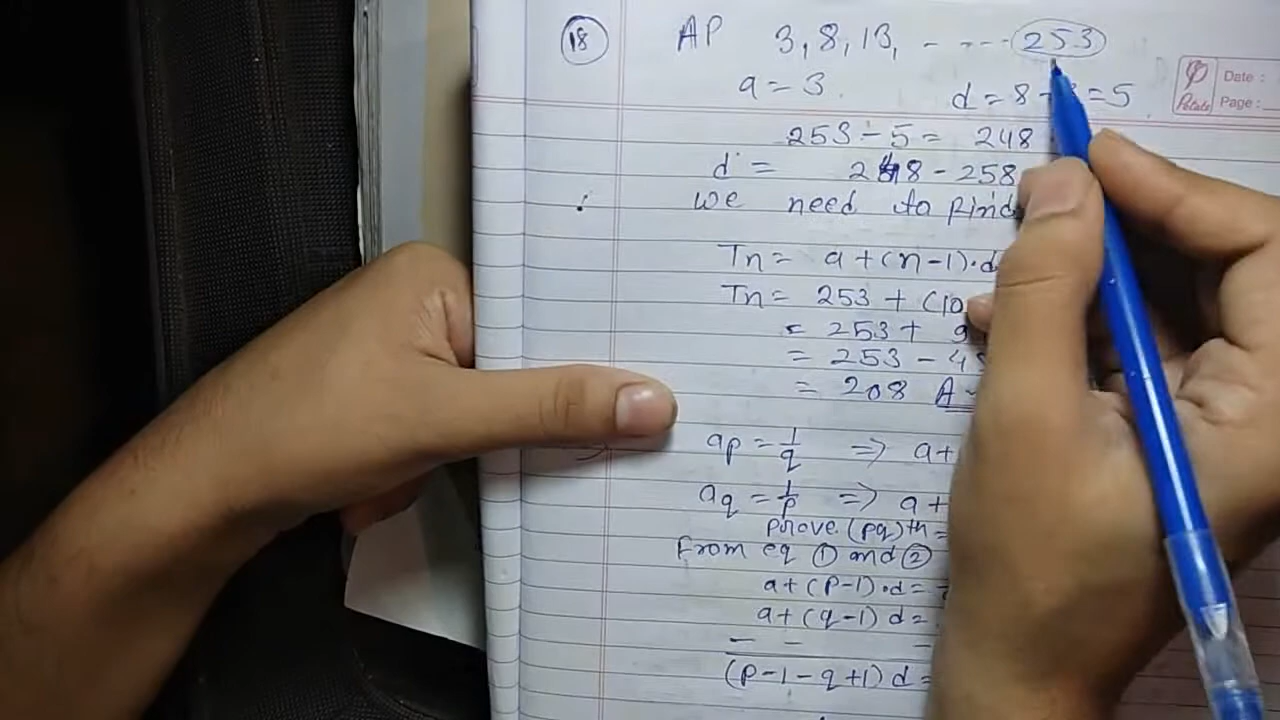 18 AP 3, 8, 13, - ---- 253
a = 3 d = 8 - = 5
Date :
Page :
253 - 5 = 248
d = 248 - 258
we need to find
Tn = a + (n-1)·d
Tn = 253 + (10
= 253 + 9
= 253 - 4
= 208
ap = 1/q => a+
aq = 1/p => a+
prove (pq)th =
From eq ① and ②
a + (p-1)·d =
a + (q-1) d =
— — —
(p-1-q+1) d =